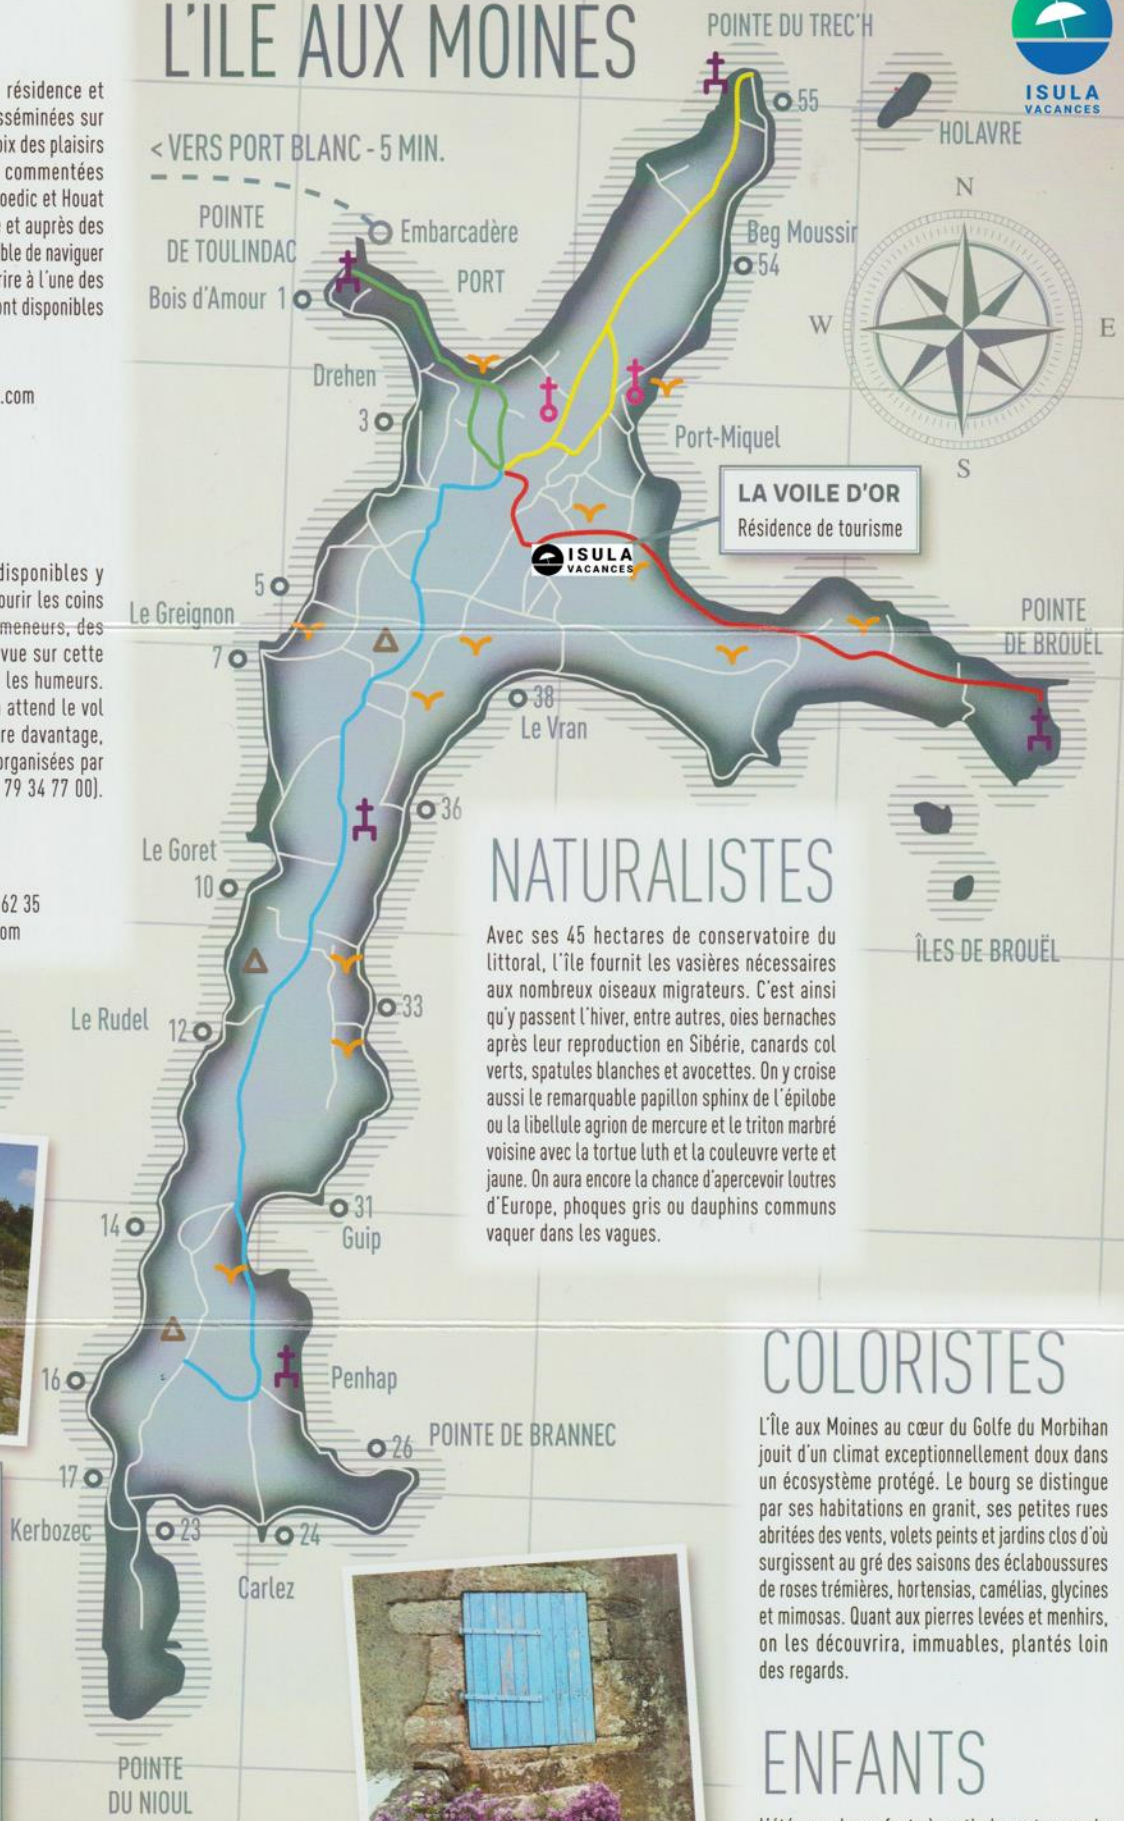 L'ILE AUX MOINES
POINTE DU TREC'H
ISULA
VACANCES
résidence et
sséminées sur
oix des plaisirs
commentées
oedic et Houat
e et auprès des
ble de naviguer
rire à l'une des
ont disponibles
.com
< VERS PORT BLANC - 5 MIN.
55
HOLAVRE
POINTE
DE TOULINDAC
Embarcadère
PORT
Bois d'Amour 1
Beg Moussir
54
N
W
E
S
Drehen
3
Port-Miquel
LA VOILE D'OR
Résidence de tourisme
ISULA
VACANCES
disponibles y
ourir les coins
meneurs, des
vue sur cette
les humeurs.
attend le vol
re davantage,
organisées par
79 34 77 00).
5
Le Greignon
7
POINTE
DE BROUËL
38
Le Vran
36
Le Goret
10
62 35
om
ÎLES DE BROUËL
NATURALISTES
Avec ses 45 hectares de conservatoire du
littoral, l'île fournit les vasières nécessaires
aux nombreux oiseaux migrateurs. C'est ainsi
qu'y passent l'hiver, entre autres, oies bernaches
après leur reproduction en Sibérie, canards col
verts, spatules blanches et avocettes. On y croise
aussi le remarquable papillon sphinx de l'épilobe
ou la libellule agrion de mercure et le triton marbré
voisine avec la tortue luth et la couleuvre verte et
jaune. On aura encore la chance d'apercevoir loutres
d'Europe, phoques gris ou dauphins communs
vaquer dans les vagues.
33
Le Rudel 12
31
Guip
14
16
Penhap
26
POINTE DE BRANNEC
17
Kerbozec
23
24
Carlez
POINTE
DU NIOUL
COLORISTES
L'Île aux Moines au cœur du Golfe du Morbihan
jouit d'un climat exceptionnellement doux dans
un écosystème protégé. Le bourg se distingue
par ses habitations en granit, ses petites rues
abritées des vents, volets peints et jardins clos d'où
surgissent au gré des saisons des éclaboussures
de roses trémières, hortensias, camélias, glycines
et mimosas. Quant aux pierres levées et menhirs,
on les découvrira, immuables, plantés loin
des regards.
ENFANTS